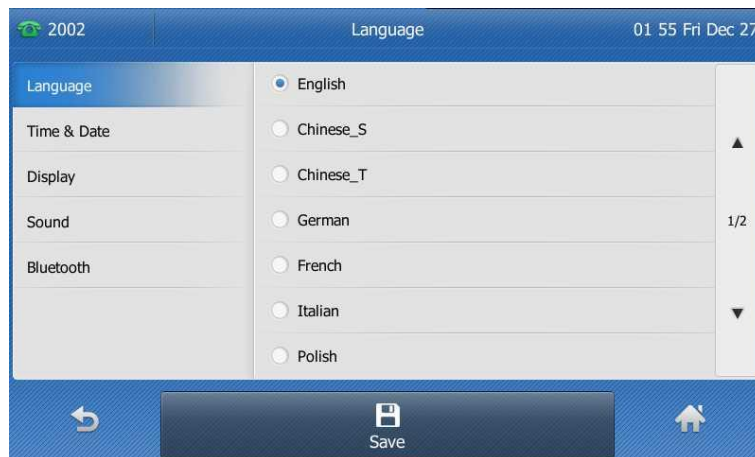 2002 Language 01 55 Fri Dec 27
Language
Time & Date
Display
Sound
Bluetooth
English
Chinese_S
Chinese_T
German
French
Italian
Polish
1/2
Save